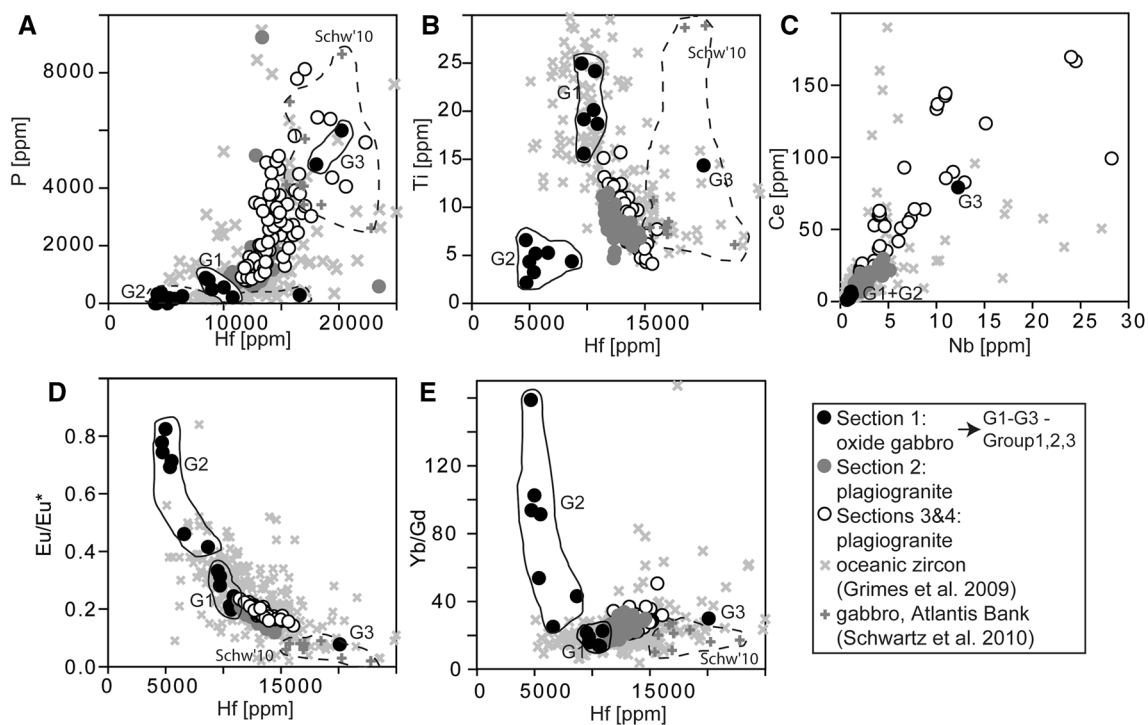 A
P [ppm]
8000
4000
2000
0
0
10000
20000
Hf [ppm]
Schw'10
G3
G1
G2
B
Ti [ppm]
25
20
15
10
5
0
0
5000
15000
Hf [ppm]
Schw'10
G1
G3
G2
C
Ce [ppm]
150
100
50
0
0
5
10
15
20
25
30
Nb [ppm]
G3
G1+G2
D
Eu/Eu*
0.8
0.6
0.4
0.2
0.0
0
5000
15000
Hf [ppm]
G2
G1
G3
Schw'10
E
Yb/Gd
120
80
40
0
0
5000
15000
Hf [ppm]
G2
G3
G1
Schw'10
Section 1:
oxide gabbro
G1-G3 -
Group1,2,3
Section 2:
plagiogranite
Sections 3&4:
plagiogranite
oceanic zircon
(Grimes et al. 2009)
gabbro, Atlantis Bank
(Schwartz et al. 2010)